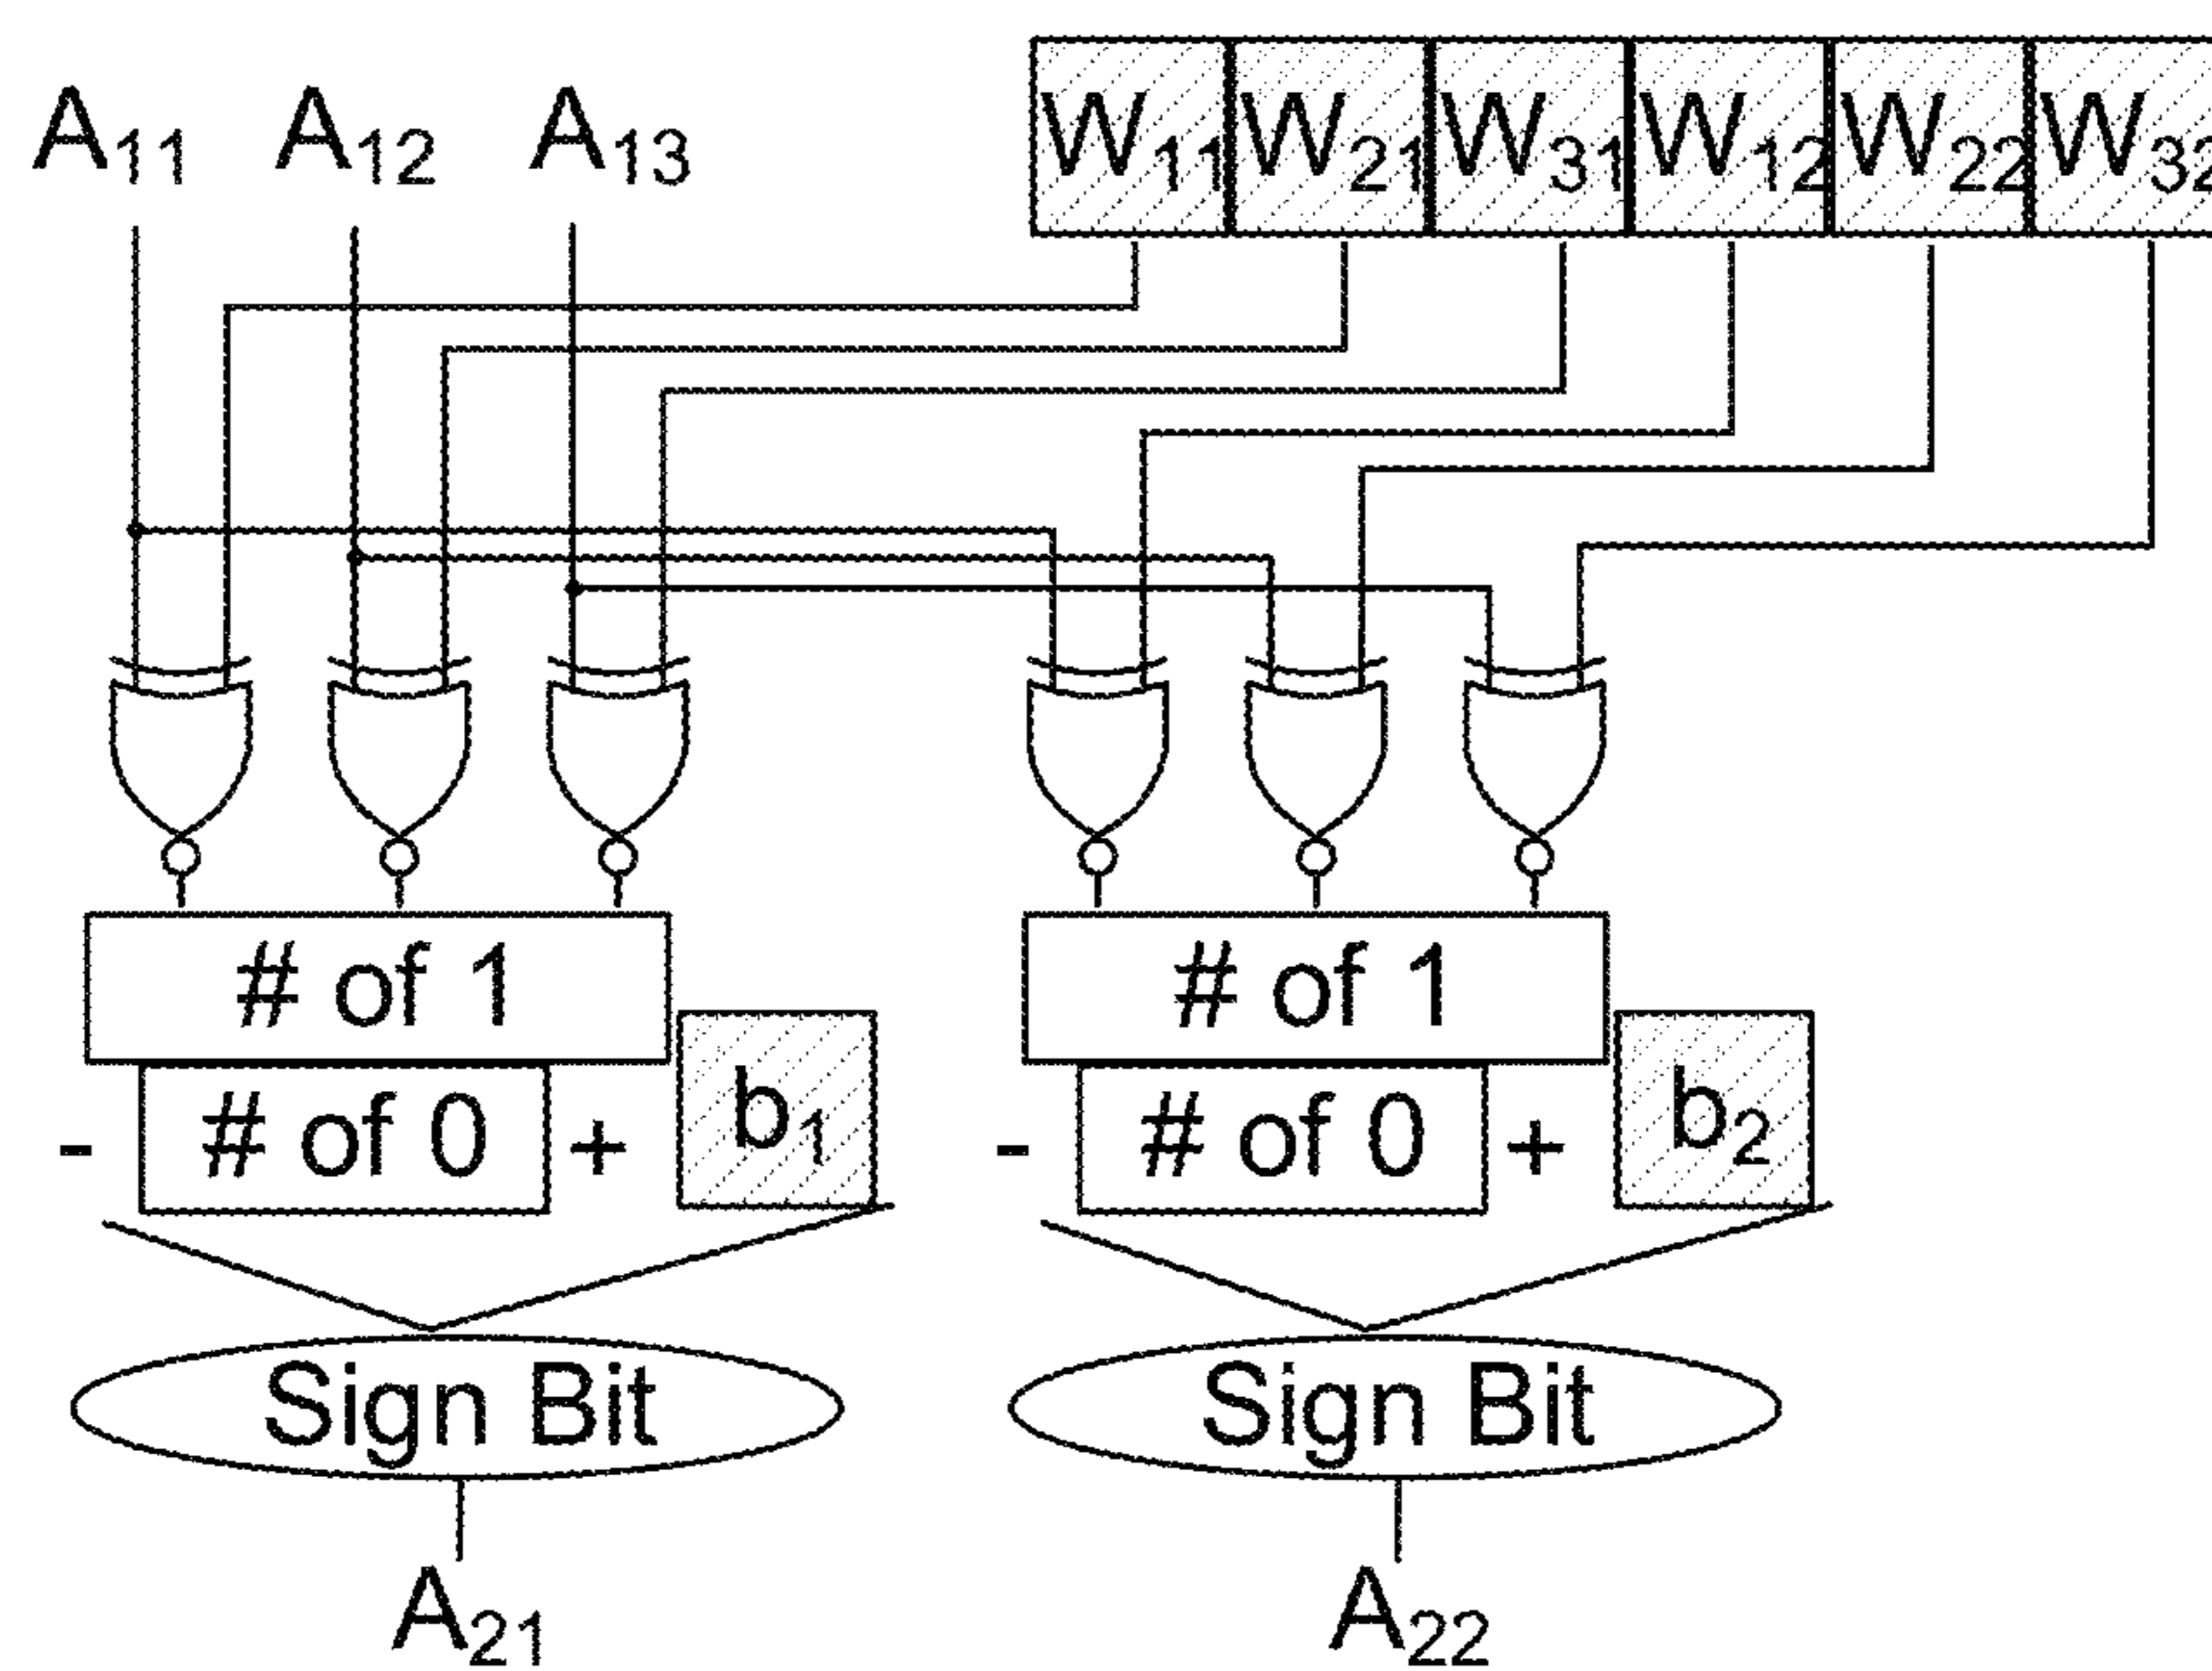 A11 A12 A13 W11 W21 W31 W12 W22 W32
# of 1 # of 1
- # of 0 + b1 - # of 0 + b2
Sign Bit Sign Bit
A21 A22